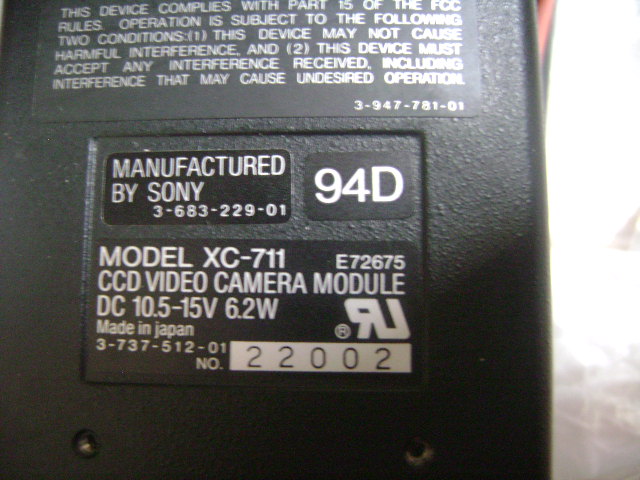 THIS DEVICE COMPLIES WITH PART 15 OF THE FCC
RULES. OPERATION IS SUBJECT TO THE FOLLOWING
TWO CONDITIONS:(1) THIS DEVICE MAY NOT CAUSE
HARMFUL INTERFERENCE, AND (2) THIS DEVICE MUST
ACCEPT ANY INTERFERENCE RECEIVED, INCLUDING
INTERFERENCE THAT MAY CAUSE UNDESIRED OPERATION.
3-947-781-01
MANUFACTURED
BY SONY
3-683-229-01
94D
MODEL XC-711 E72675
CCD VIDEO CAMERA MODULE
DC 10.5-15V 6.2W
Made in japan
® RU
3-737-512-01
NO. 22002